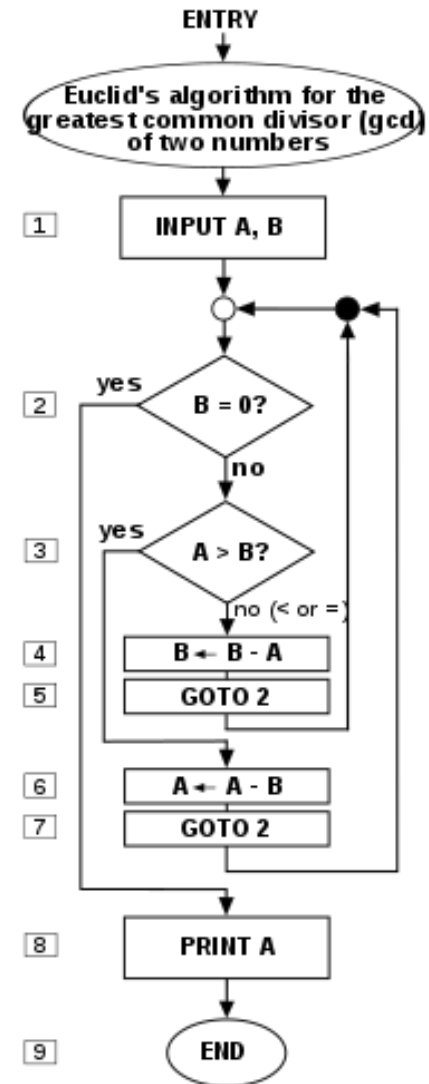 ENTRY
Euclid's algorithm for the
greatest common divisor (gcd)
of two numbers
1
INPUT A, B
yes
2
B = 0?
no
yes
3
A > B?
no (< or =)
4
B ← B - A
5
GOTO 2
6
A ← A - B
7
GOTO 2
8
PRINT A
9
END